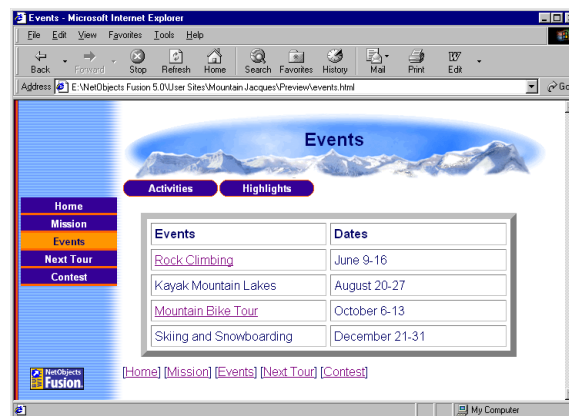 Events - Microsoft Internet Explorer
File Edit View Favorites Tools Help
Back Forward Stop Refresh Home Search Favorites History Mail Print Edit
Address E:\NetObjects Fusion 5.0\User Sites\Mountain Jacques\Preview\events.html Go
Events
Activities Highlights
Home
Mission
Events
Next Tour
Contest
Events Dates
Rock Climbing June 9-16
Kayak Mountain Lakes August 20-27
Mountain Bike Tour October 6-13
Skiing and Snowboarding December 21-31
[Home] [Mission] [Events] [Next Tour] [Contest]
NetObjects
Fusion.
My Computer